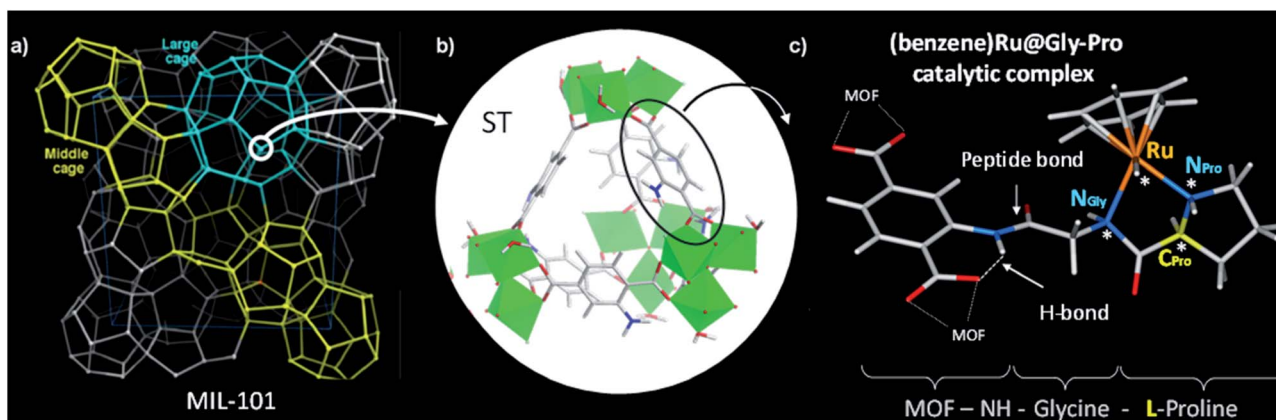 a)
Large
cage
Middle
cage
MIL-101
b)
ST
c)
(benzene)Ru@Gly-Pro
catalytic complex
MOF
Peptide bond
Ru
*
NPro
*
NGly
*
CPro
*
H-bond
MOF
MOF – NH - Glycine - L-Proline